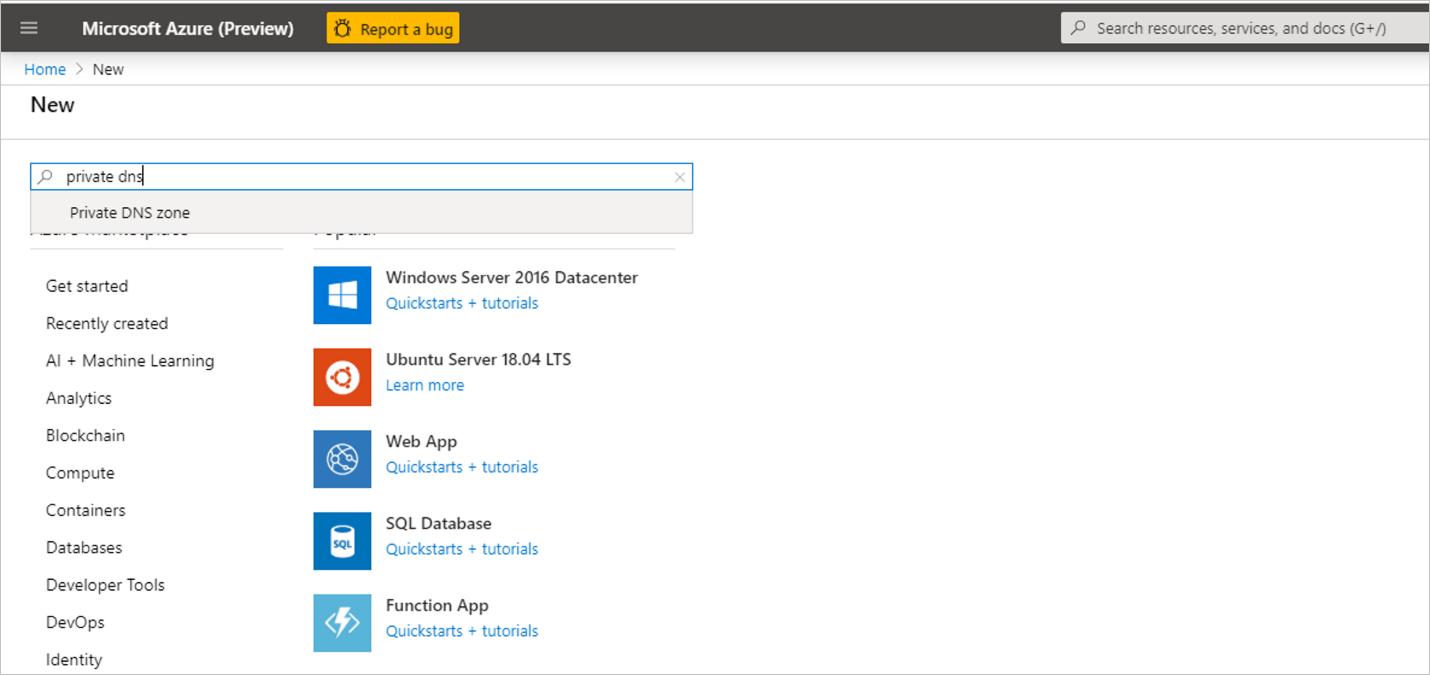 Microsoft Azure (Preview)
Report a bug
Search resources, services, and docs (G+/)
Home > New
New
private dns
Private DNS zone
Get started
Recently created
AI + Machine Learning
Analytics
Blockchain
Compute
Containers
Databases
Developer Tools
DevOps
Identity
Windows Server 2016 Datacenter
Quickstarts + tutorials
Ubuntu Server 18.04 LTS
Learn more
Web App
Quickstarts + tutorials
SQL Database
SQL
Quickstarts + tutorials
Function App
Quickstarts + tutorials